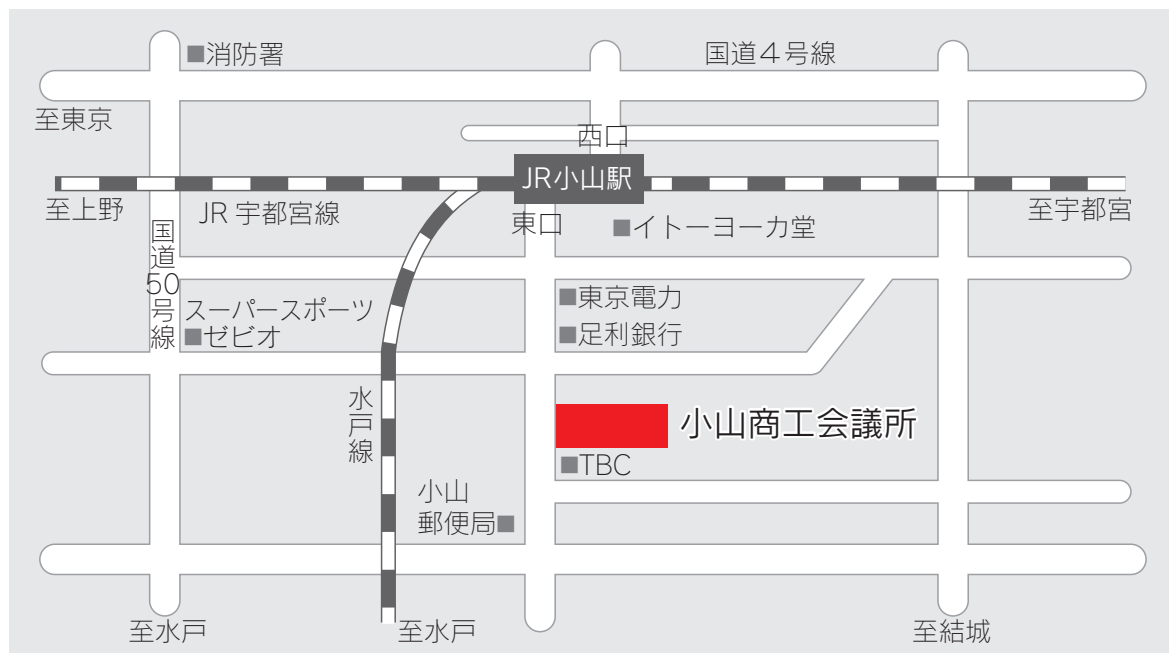 ■消防署
国道4号線
至東京
西口
JR小山駅
至上野
JR 宇都宮線
東口
■イトーヨーカ堂
至宇都宮
国道50号線
スーパースポーツ
■ゼビオ
■東京電力
■足利銀行
水戸線
小山商工会議所
■TBC
小山
郵便局■
至水戸
至水戸
至結城